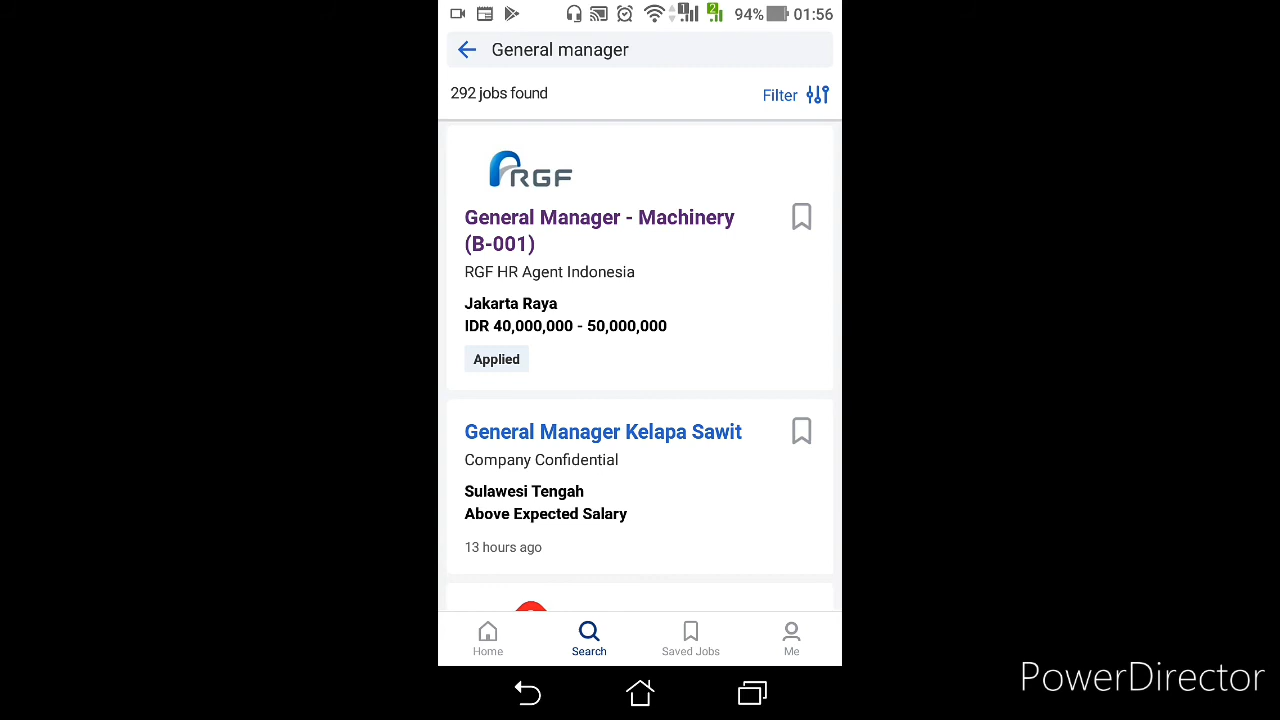 1 2 94% 01:56
General manager
292 jobs found
Filter
RGF
General Manager - Machinery
(B-001)
RGF HR Agent Indonesia
Jakarta Raya
IDR 40,000,000 - 50,000,000
Applied
General Manager Kelapa Sawit
Company Confidential
Sulawesi Tengah
Above Expected Salary
13 hours ago
Home Search Saved Jobs Me
PowerDirector